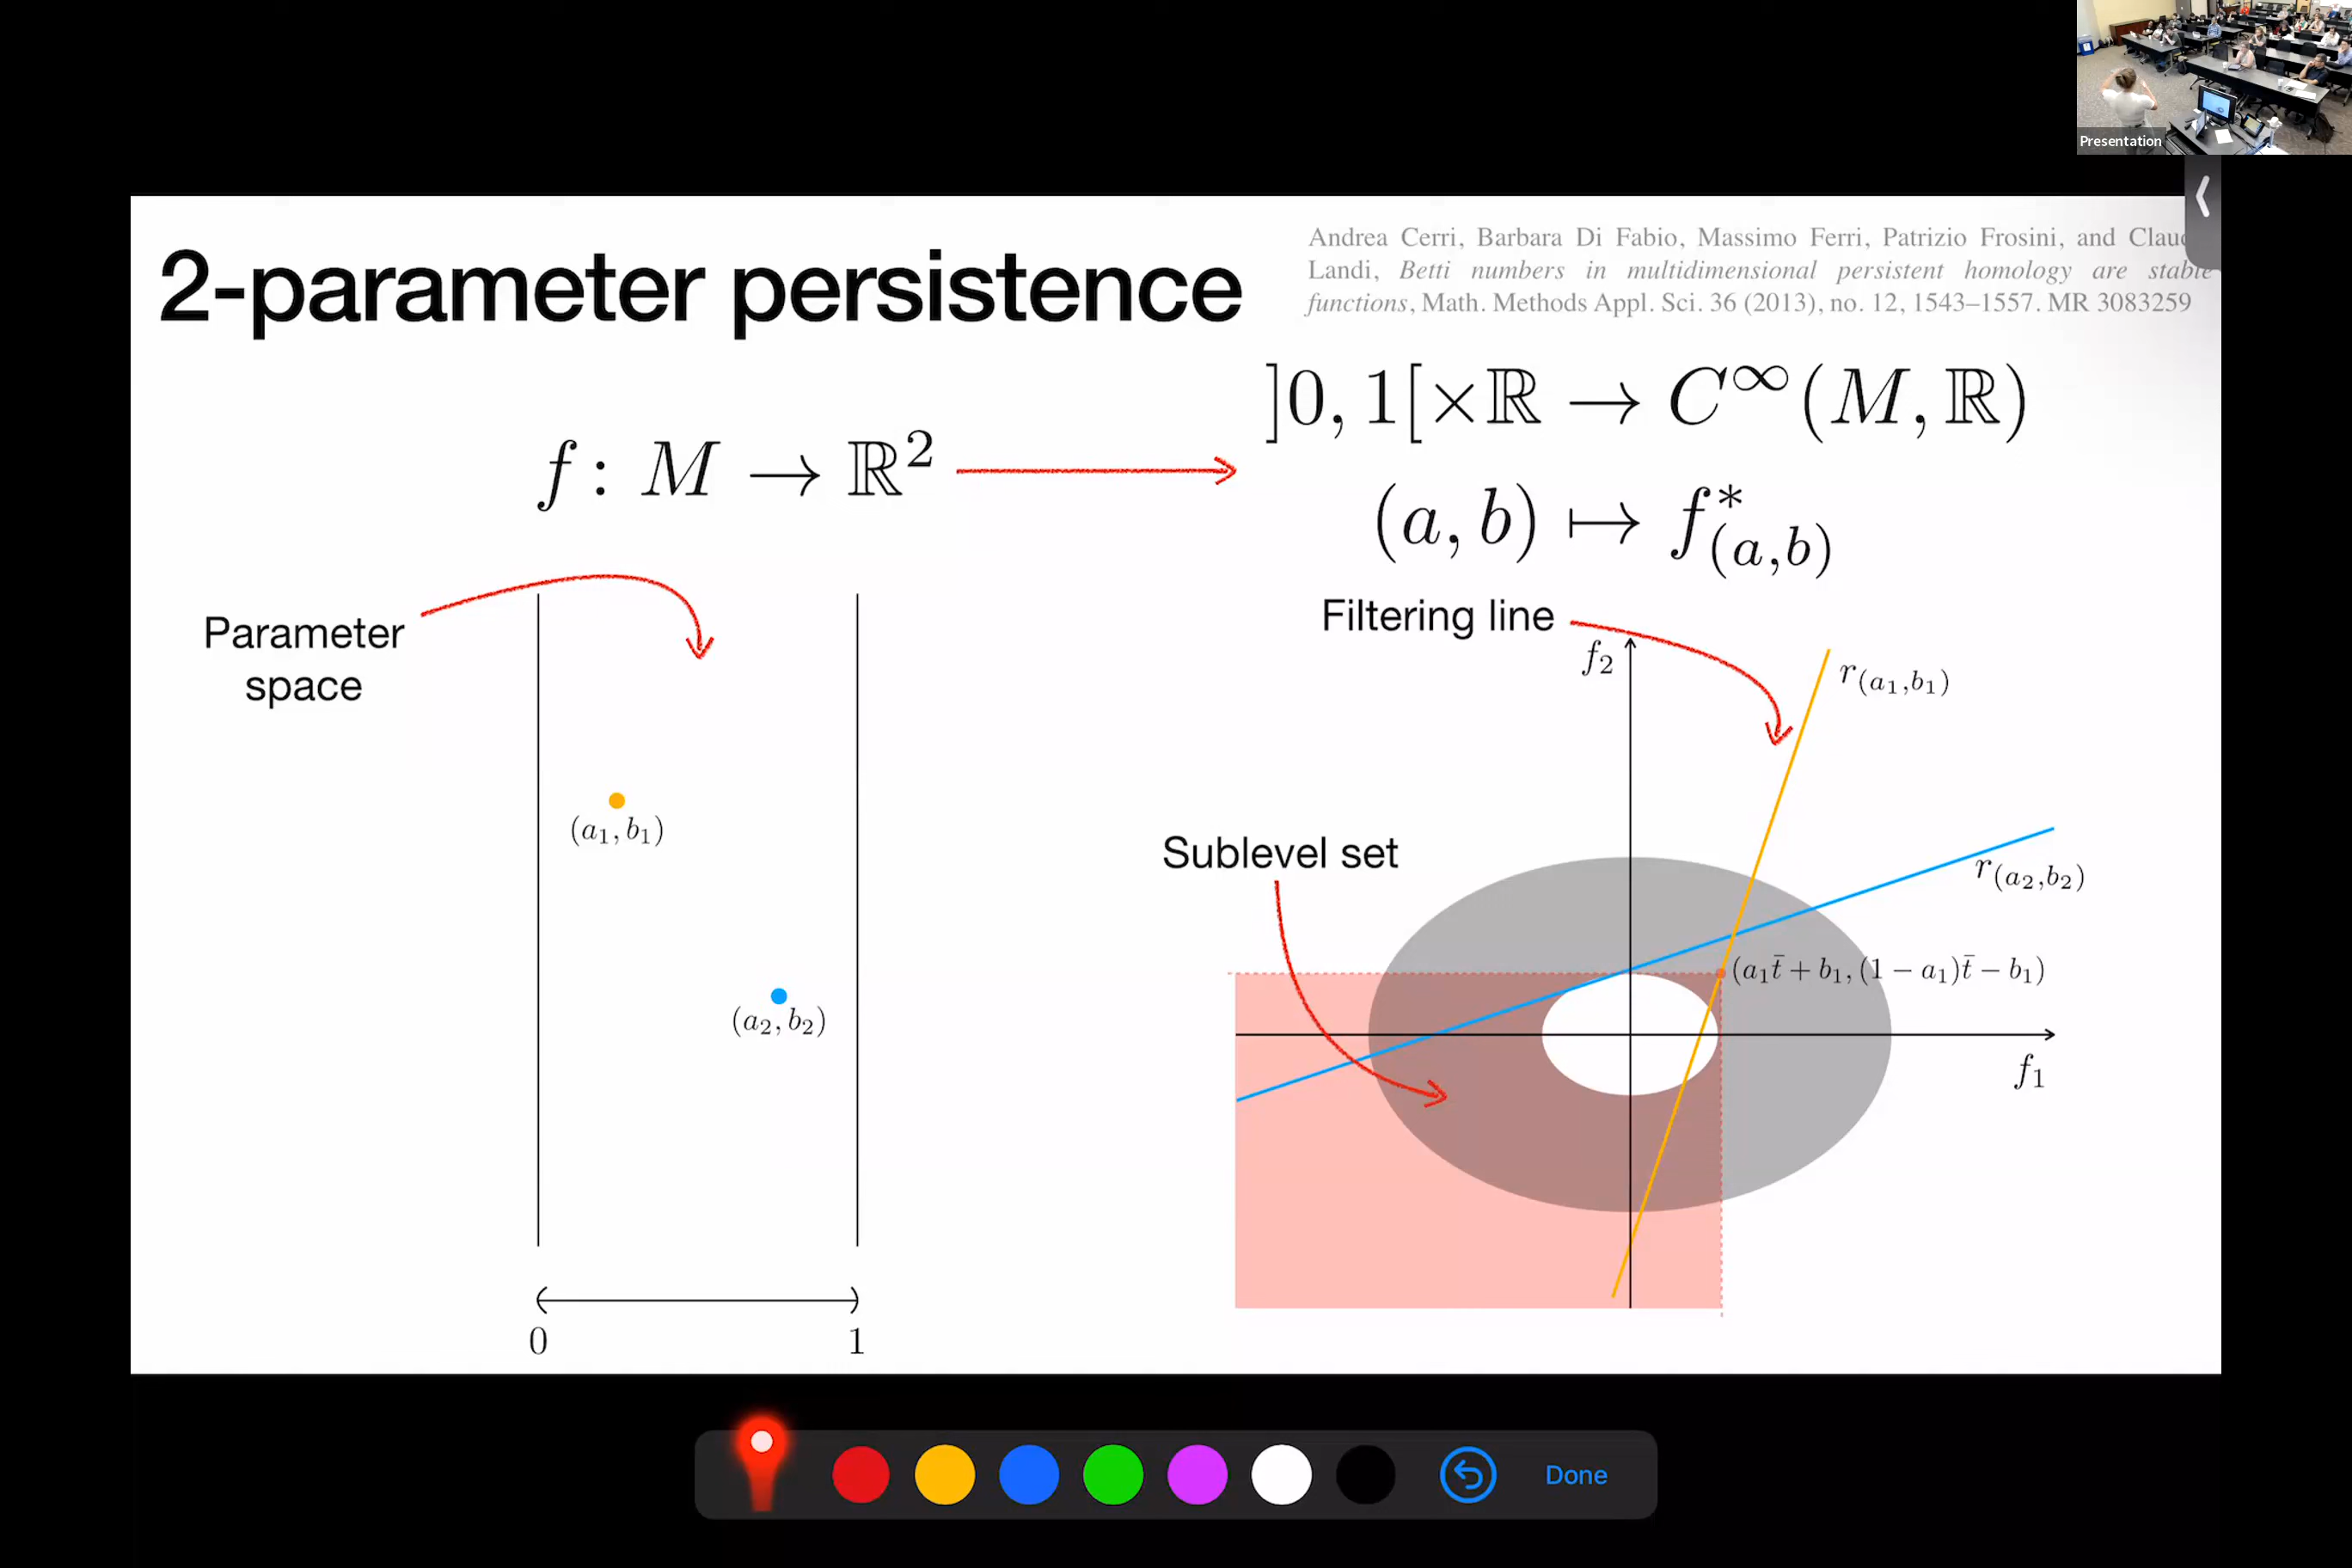 Presentation
2-parameter persistence
Andrea Cerri, Barbara Di Fabio, Massimo Ferri, Patrizio Frosini, and
Landi, Betti numbers in multidimensional persistent homology are stable
functions, Math. Methods Appl. Sci. 36 (2013), no. 12, 1543–1557. MR 3083259
f : M → ℝ²
]0, 1[×ℝ → C^∞(M, ℝ)
(a, b) ↦ f*_(a,b)
Parameter
space
(a₁, b₁)
(a₂, b₂)
0
1
Filtering line
f₂
r_(a₁,b₁)
Sublevel set
r_(a₂,b₂)
(a₁t̄ + b₁, (1 − a₁)t̄ − b₁)
f₁
Done